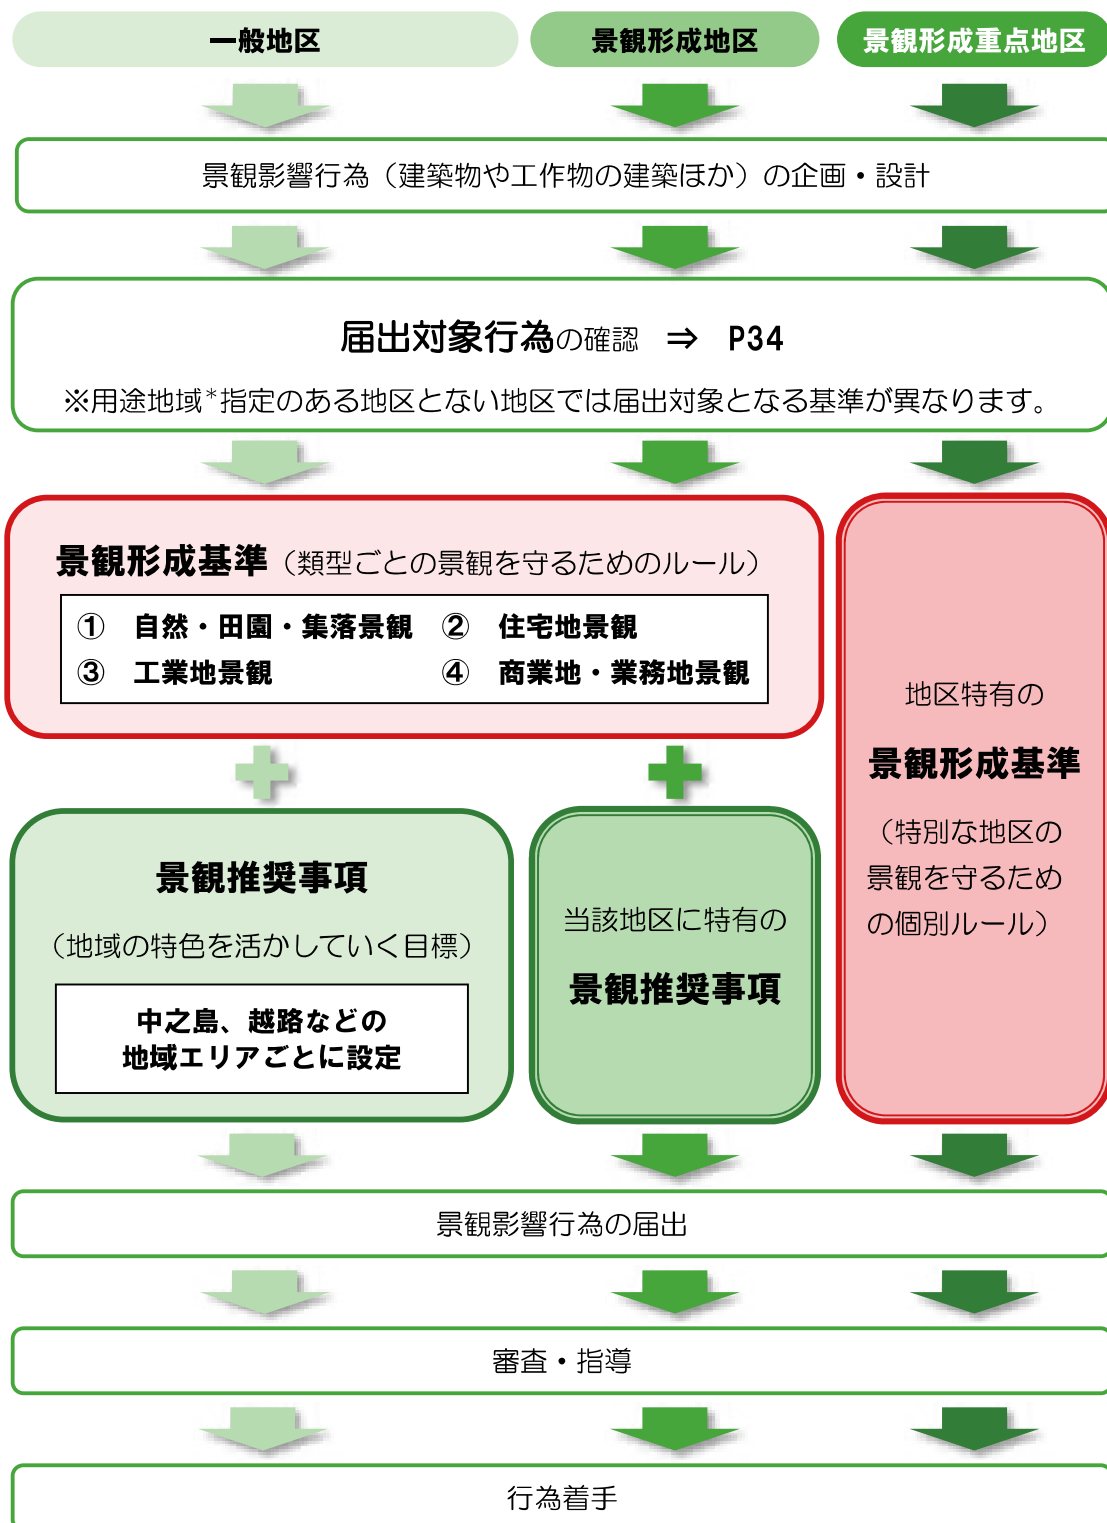 一般地区
景観形成地区
景観形成重点地区
景観影響行為（建築物や工作物の建築ほか）の企画・設計
届出対象行為の確認　⇒　P34
※用途地域*指定のある地区とない地区では届出対象となる基準が異なります。
景観形成基準（類型ごとの景観を守るためのルール）
①　自然・田園・集落景観　②　住宅地景観
③　工業地景観　④　商業地・業務地景観
地区特有の
景観形成基準
（特別な地区の
景観を守るため
の個別ルール）
景観推奨事項
（地域の特色を活かしていく目標）
中之島、越路などの
地域エリアごとに設定
当該地区に特有の
景観推奨事項
景観影響行為の届出
審査・指導
行為着手